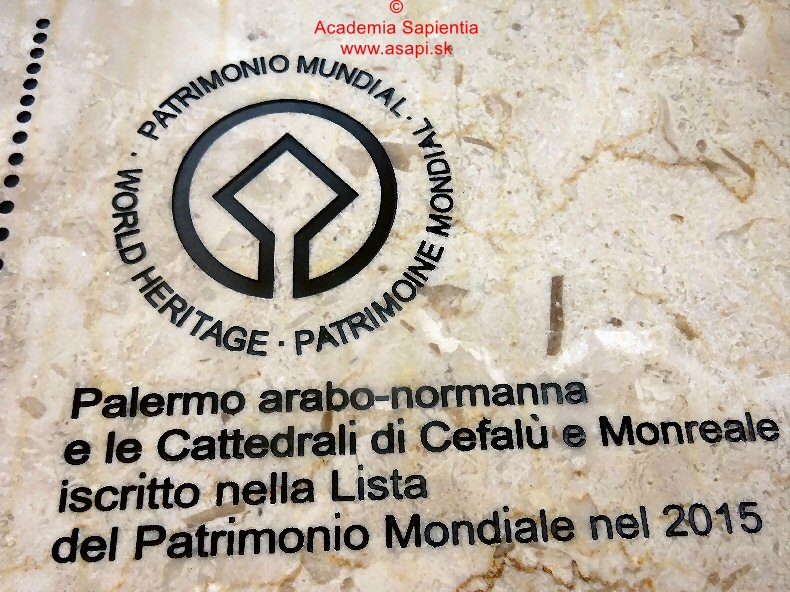 ©
Academia Sapientia
www.asapi.sk
· PATRIMONIO MUNDIAL ·
WORLD HERITAGE · PATRIMOINE MONDIAL
Palermo arabo-normanna
e le Cattedrali di Cefalù e Monreale
iscritto nella Lista
del Patrimonio Mondiale nel 2015